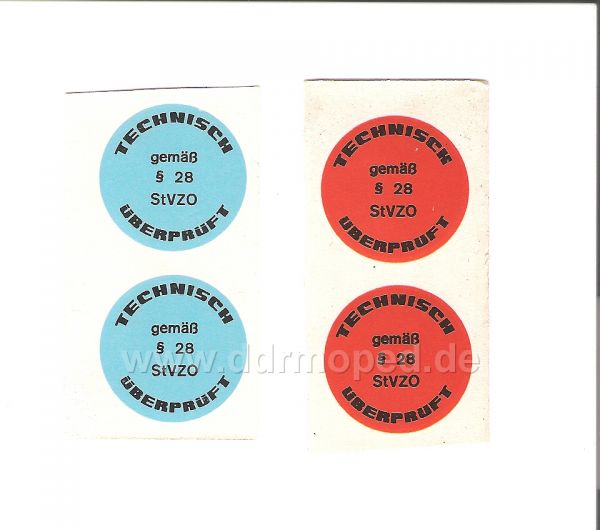 TECHNISCH
gemäß
§ 28
StVZO
ÜBERPRÜFT
TECHNISCH
gemäß
§ 28
StVZO
ÜBERPRÜFT
TECHNISCH
gemäß
§ 28
StVZO
ÜBERPRÜFT
TECHNISCH
gemäß
§ 28
StVZO
ÜBERPRÜFT
www.ddrmoped.de